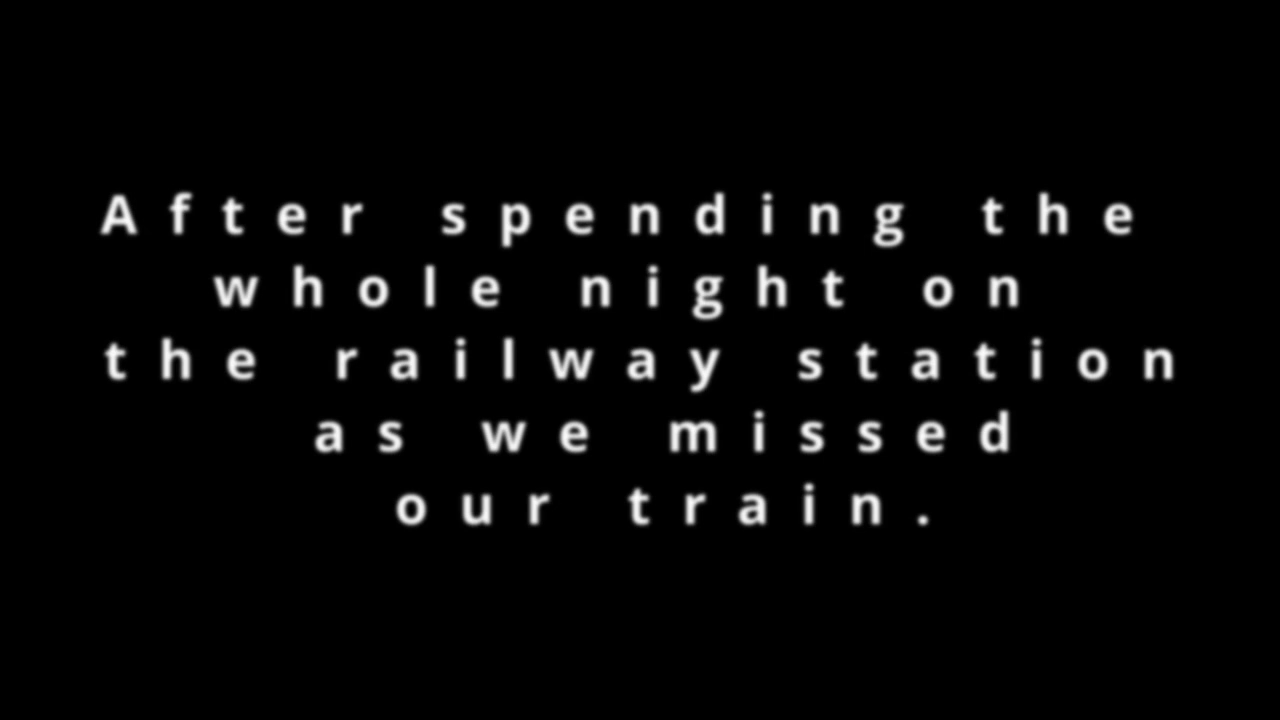 After spending the
whole night on
the railway station
as we missed
our train.